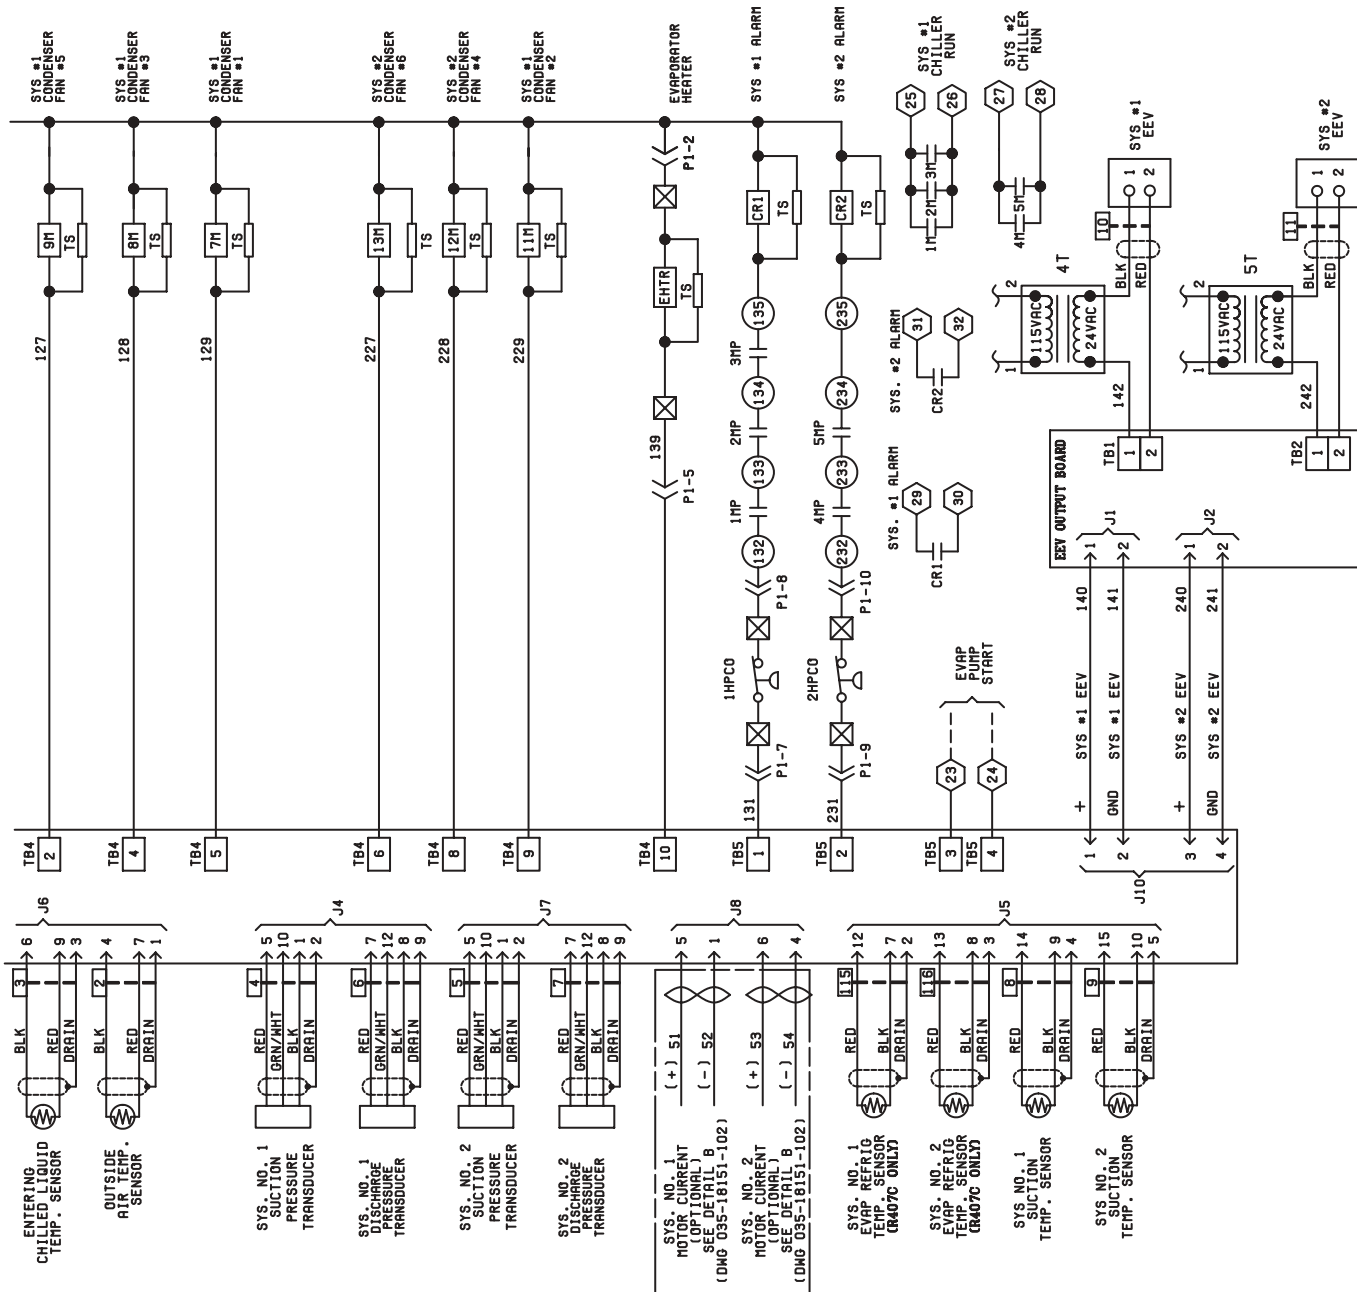 SYS #1
CONDENSER
FAN #5
SYS #1
CONDENSER
FAN #3
SYS #1
CONDENSER
FAN #1
SYS #2
CONDENSER
FAN #6
SYS #2
CONDENSER
FAN #4
SYS #1
CONDENSER
FAN #2
EVAPORATOR
HEATER
SYS #1 ALARM
SYS #2 ALARM
SYS #1
CHILLER
RUN
SYS #2
CHILLER
RUN
25
26
27
28
1M
2M
3M
4M
5M
SYS #1
EEV
1
2
SYS #2
EEV
1
2
9M
TS
8M
TS
7M
TS
13M
TS
12M
TS
11M
TS
P1-2
EHTR
TS
CR1
TS
CR2
TS
127
128
129
227
228
229
139
P1-5
135
3MP
134
2MP
133
1MP
132
P1-8
1HPCO
P1-7
131
235
234
5MP
233
4MP
232
P1-10
2HPCO
P1-9
231
SYS. #2 ALARM
31
32
CR2
SYS. #1 ALARM
29
30
CR1
10
BLK
RED
4T
2
115VAC
24VAC
1
142
11
BLK
RED
5T
2
115VAC
24VAC
1
242
EEV OUTPUT BOARD
TB1
1
2
TB2
1
2
J1
1
2
J2
1
2
140
141
240
241
SYS #1 EEV
SYS #1 EEV
SYS #2 EEV
SYS #2 EEV
+
GND
+
GND
1
2
3
4
J10
EVAP
PUMP
START
23
24
TB4
2
TB4
4
5
TB4
6
TB4
8
TB4
9
TB4
10
TB5
1
TB5
2
TB5
3
TB5
4
J6
6
9
3
4
7
1
J4
5
10
1
2
7
12
8
9
J7
5
10
1
2
7
12
8
9
J8
5
1
6
4
J5
12
7
2
13
8
3
14
9
4
15
10
5
3
BLK
RED
DRAIN
ENTERING
CHILLED LIQUID
TEMP. SENSOR
2
BLK
RED
DRAIN
OUTSIDE
AIR TEMP.
SENSOR
4
RED
GRN/WHT
BLK
DRAIN
SYS. NO. 1
SUCTION
PRESSURE
TRANSDUCER
6
RED
GRN/WHT
BLK
DRAIN
SYS. NO. 1
DISCHARGE
PRESSURE
TRANSDUCER
5
RED
GRN/WHT
BLK
DRAIN
SYS. NO. 2
SUCTION
PRESSURE
TRANSDUCER
7
RED
GRN/WHT
BLK
DRAIN
SYS. NO. 2
DISCHARGE
PRESSURE
TRANSDUCER
(+) 51
(-) 52
SYS. NO. 1
MOTOR CURRENT
(OPTIONAL)
SEE DETAIL B
(DWG 035-18151-102)
(+) 53
(-) 54
SYS. NO. 2
MOTOR CURRENT
(OPTIONAL)
SEE DETAIL B
(DWG 035-18151-102)
115
RED
BLK
DRAIN
SYS. NO. 1
EVAP REFRIG
TEMP. SENSOR
(R407C ONLY)
116
RED
BLK
DRAIN
SYS. NO. 2
EVAP REFRIG
TEMP. SENSOR
(R407C ONLY)
8
RED
BLK
DRAIN
SYS NO. 1
SUCTION
TEMP. SENSOR
9
RED
BLK
DRAIN
SYS NO. 2
SUCTION
TEMP. SENSOR